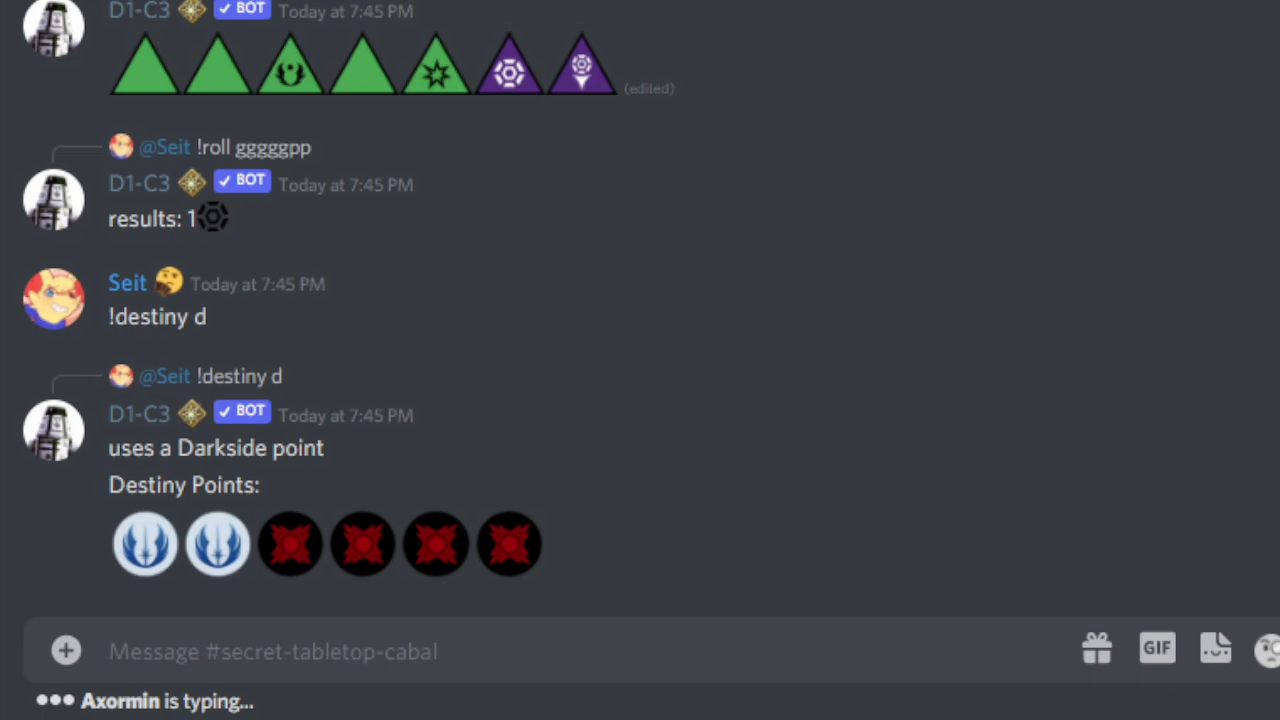 D1-C3 ✓ BOT Today at 7:45 PM
(edited)
@Seit !roll gggggpp
D1-C3 ✓ BOT Today at 7:45 PM
results: 1
Seit Today at 7:45 PM
!destiny d
@Seit !destiny d
D1-C3 ✓ BOT Today at 7:45 PM
uses a Darkside point
Destiny Points:
Message #secret-tabletop-cabal
GIF
Axormin is typing...